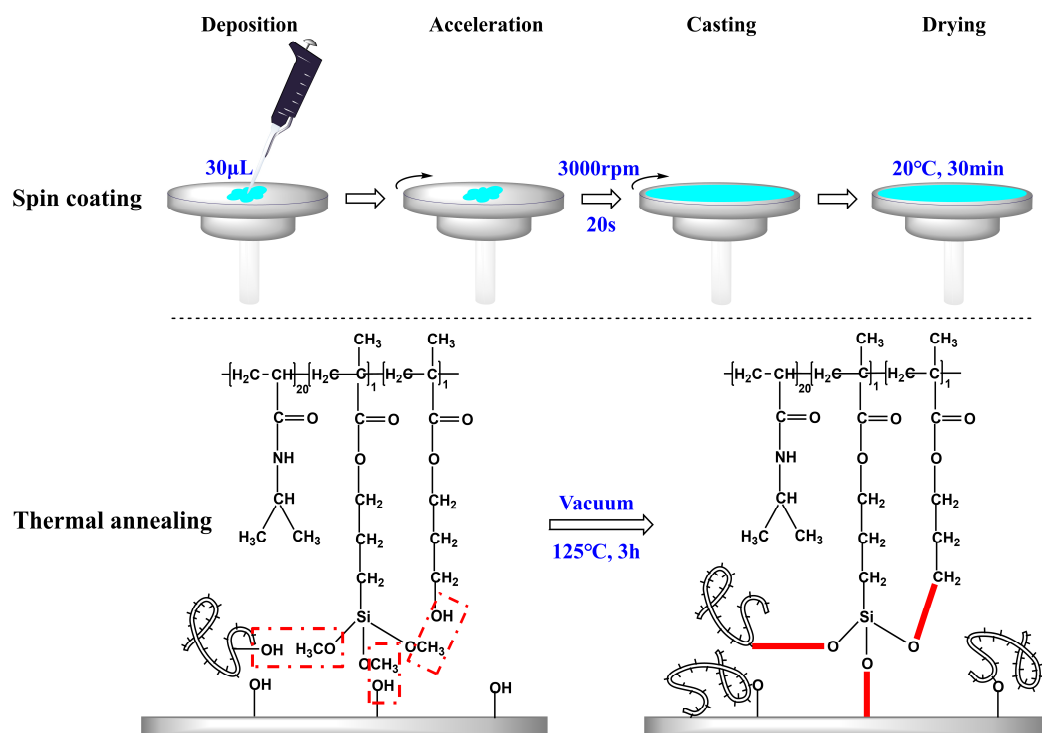 Deposition Acceleration Casting Drying
30μL 3000rpm 20℃, 30min
Spin coating
20s
CH₃ CH₃ CH₃ CH₃
[H₂C CH]₂₀[H₂C C]₁[H₂C C]₁ [H₂C CH]₂₀[H₂C C]₁[H₂C C]₁
C=O C=O C=O C=O C=O C=O
NH O O NH O O
CH CH₂ CH₂ CH CH₂ CH₂
Vacuum
Thermal annealing
H₃C CH₃ CH₂ CH₂ H₃C CH₃ CH₂ CH₂
125℃, 3h
CH₂ CH₂ CH₂ CH₂
Si OH Si
OH H₃CO OCH₃ O O
OCH₃ O
OH OH OH O O